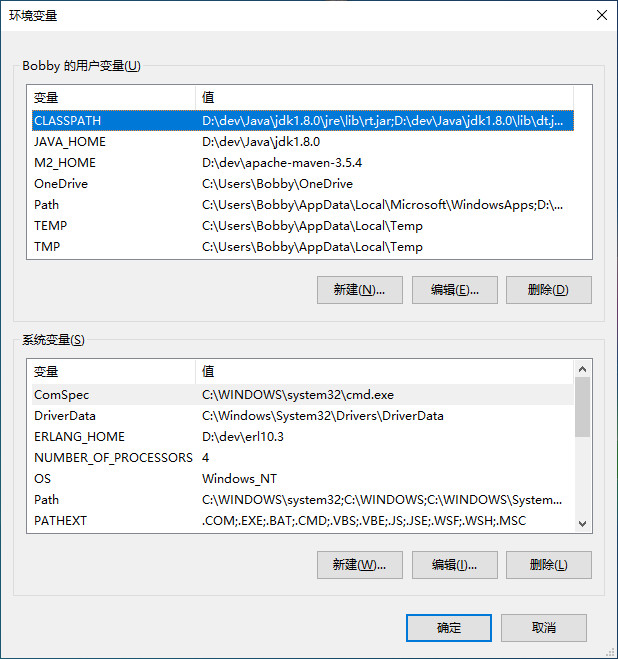 环境变量
Bobby 的用户变量(U)
变量 值
CLASSPATH D:\dev\Java\jdk1.8.0\jre\lib\rt.jar;D:\dev\Java\jdk1.8.0\lib\dt.j...
JAVA_HOME D:\dev\Java\jdk1.8.0
M2_HOME D:\dev\apache-maven-3.5.4
OneDrive C:\Users\Bobby\OneDrive
Path C:\Users\Bobby\AppData\Local\Microsoft\WindowsApps;D:\...
TEMP C:\Users\Bobby\AppData\Local\Temp
TMP C:\Users\Bobby\AppData\Local\Temp
新建(N)... 编辑(E)... 删除(D)
系统变量(S)
变量 值
ComSpec C:\WINDOWS\system32\cmd.exe
DriverData C:\Windows\System32\Drivers\DriverData
ERLANG_HOME D:\dev\erl10.3
NUMBER_OF_PROCESSORS 4
OS Windows_NT
Path C:\WINDOWS\system32;C:\WINDOWS;C:\WINDOWS\System...
PATHEXT .COM;.EXE;.BAT;.CMD;.VBS;.VBE;.JS;.JSE;.WSF;.WSH;.MSC
新建(W)... 编辑(I)... 删除(L)
确定 取消